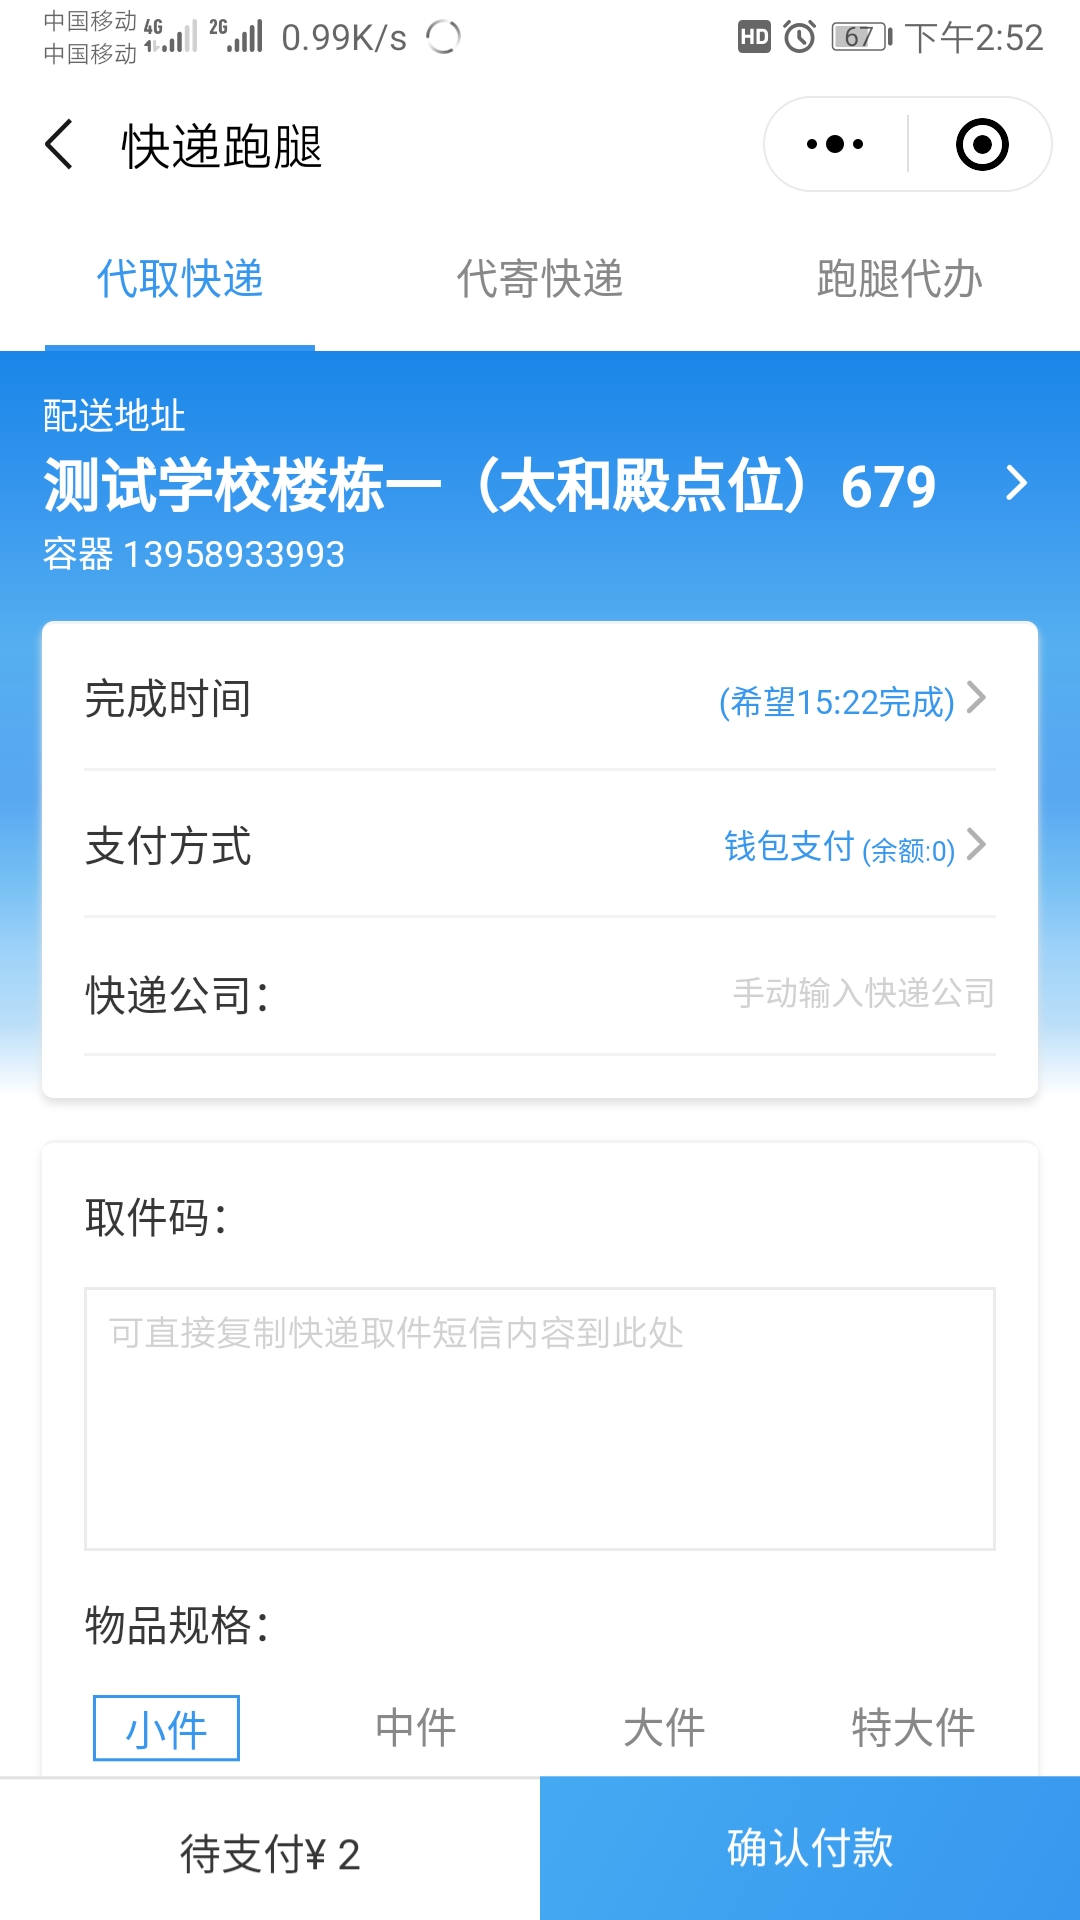 中国移动
中国移动
4G
2G
0.99K/s
HD
67
下午2:52
快递跑腿
代取快递
代寄快递
跑腿代办
配送地址
测试学校楼栋一（太和殿点位）679
容器 13958933993
完成时间
(希望15:22完成)
支付方式
钱包支付 (余额:0)
快递公司：
手动输入快递公司
取件码：
可直接复制快递取件短信内容到此处
物品规格：
小件
中件
大件
特大件
待支付¥ 2
确认付款